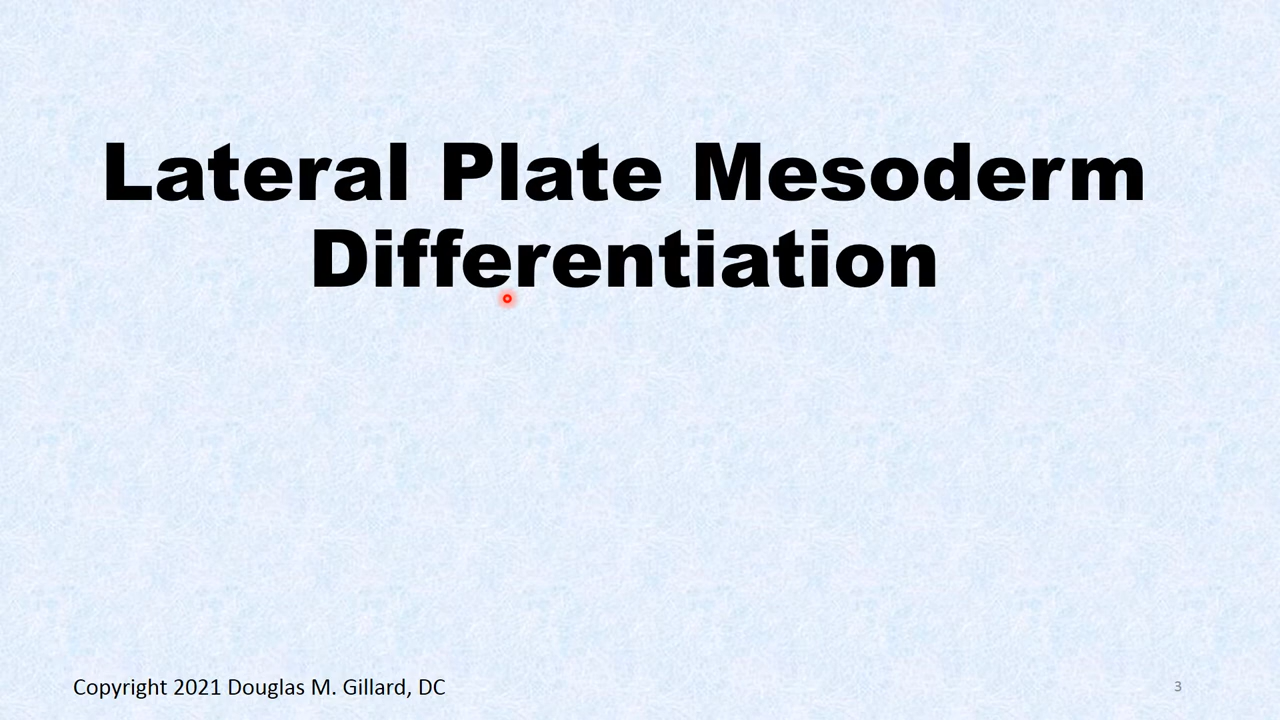 Lateral Plate Mesoderm
Differentiation
Copyright 2021 Douglas M. Gillard, DC
3